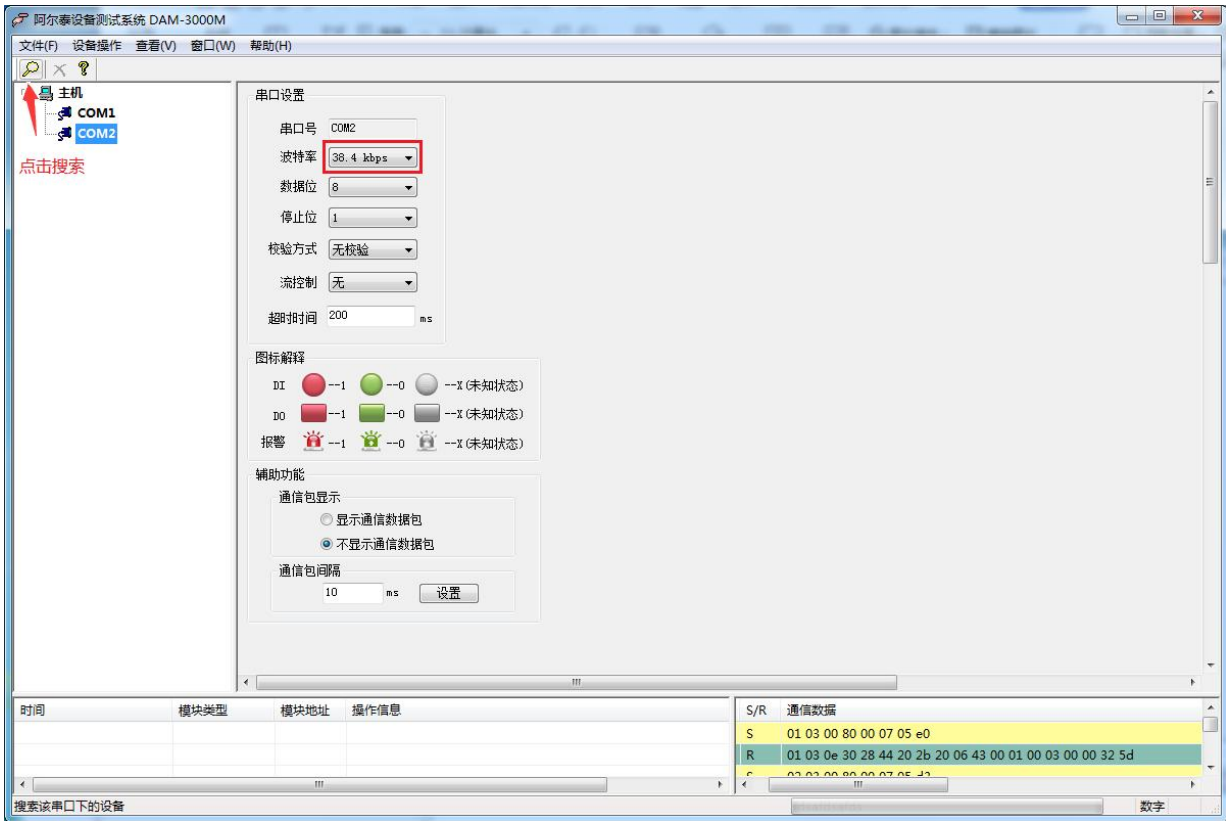 阿尔泰设备测试系统 DAM-3000M
文件(F) 设备操作 查看(V) 窗口(W) 帮助(H)
主机
COM1
COM2
点击搜索
串口设置
串口号 COM2
波特率 38.4 kbps
数据位 8
停止位 1
校验方式 无校验
流控制 无
超时时间 200 ms
图标解释
DI --1 --0 --X(未知状态)
DO --1 --0 --X(未知状态)
报警 --1 --0 --X(未知状态)
辅助功能
通信包显示
显示通信数据包
不显示通信数据包
通信包间隔
10 ms 设置
时间 模块类型 模块地址 操作信息
S/R 通信数据
S 01 03 00 80 00 07 05 e0
R 01 03 0e 30 28 44 20 2b 20 06 43 00 01 00 03 00 00 32 5d
S 02 03 00 80 00 07 05 d3
搜索该串口下的设备
数字